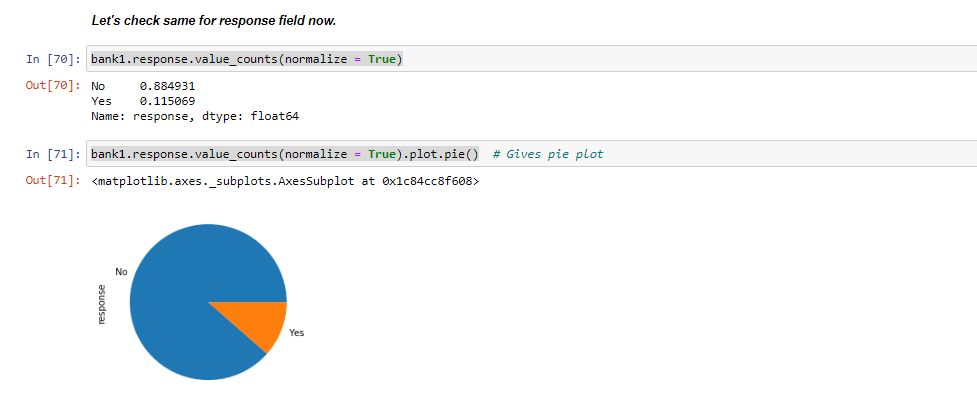 Let's check same for response field now.
In [70]: bank1.response.value_counts(normalize = True)
Out[70]: No     0.884931
Yes    0.115069
Name: response, dtype: float64
In [71]: bank1.response.value_counts(normalize = True).plot.pie()  # Gives pie plot
Out[71]: <matplotlib.axes._subplots.AxesSubplot at 0x1c84cc8f608>
No
response
Yes